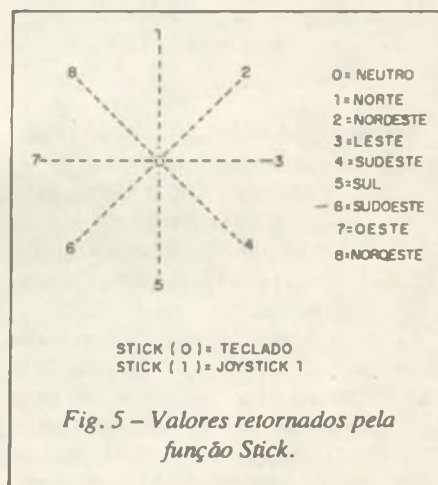 1
8
2
0
7
3
6
4
5
0 = NEUTRO
1 = NORTE
2 = NORDESTE
3 = LESTE
4 = SUDESTE
5 = SUL
6 = SUDOESTE
7 = OESTE
8 = NOROESTE
STICK ( 0 ) = TECLADO
STICK ( 1 ) = JOYSTICK 1
Fig. 5 – Valores retornados pela
função Stick.